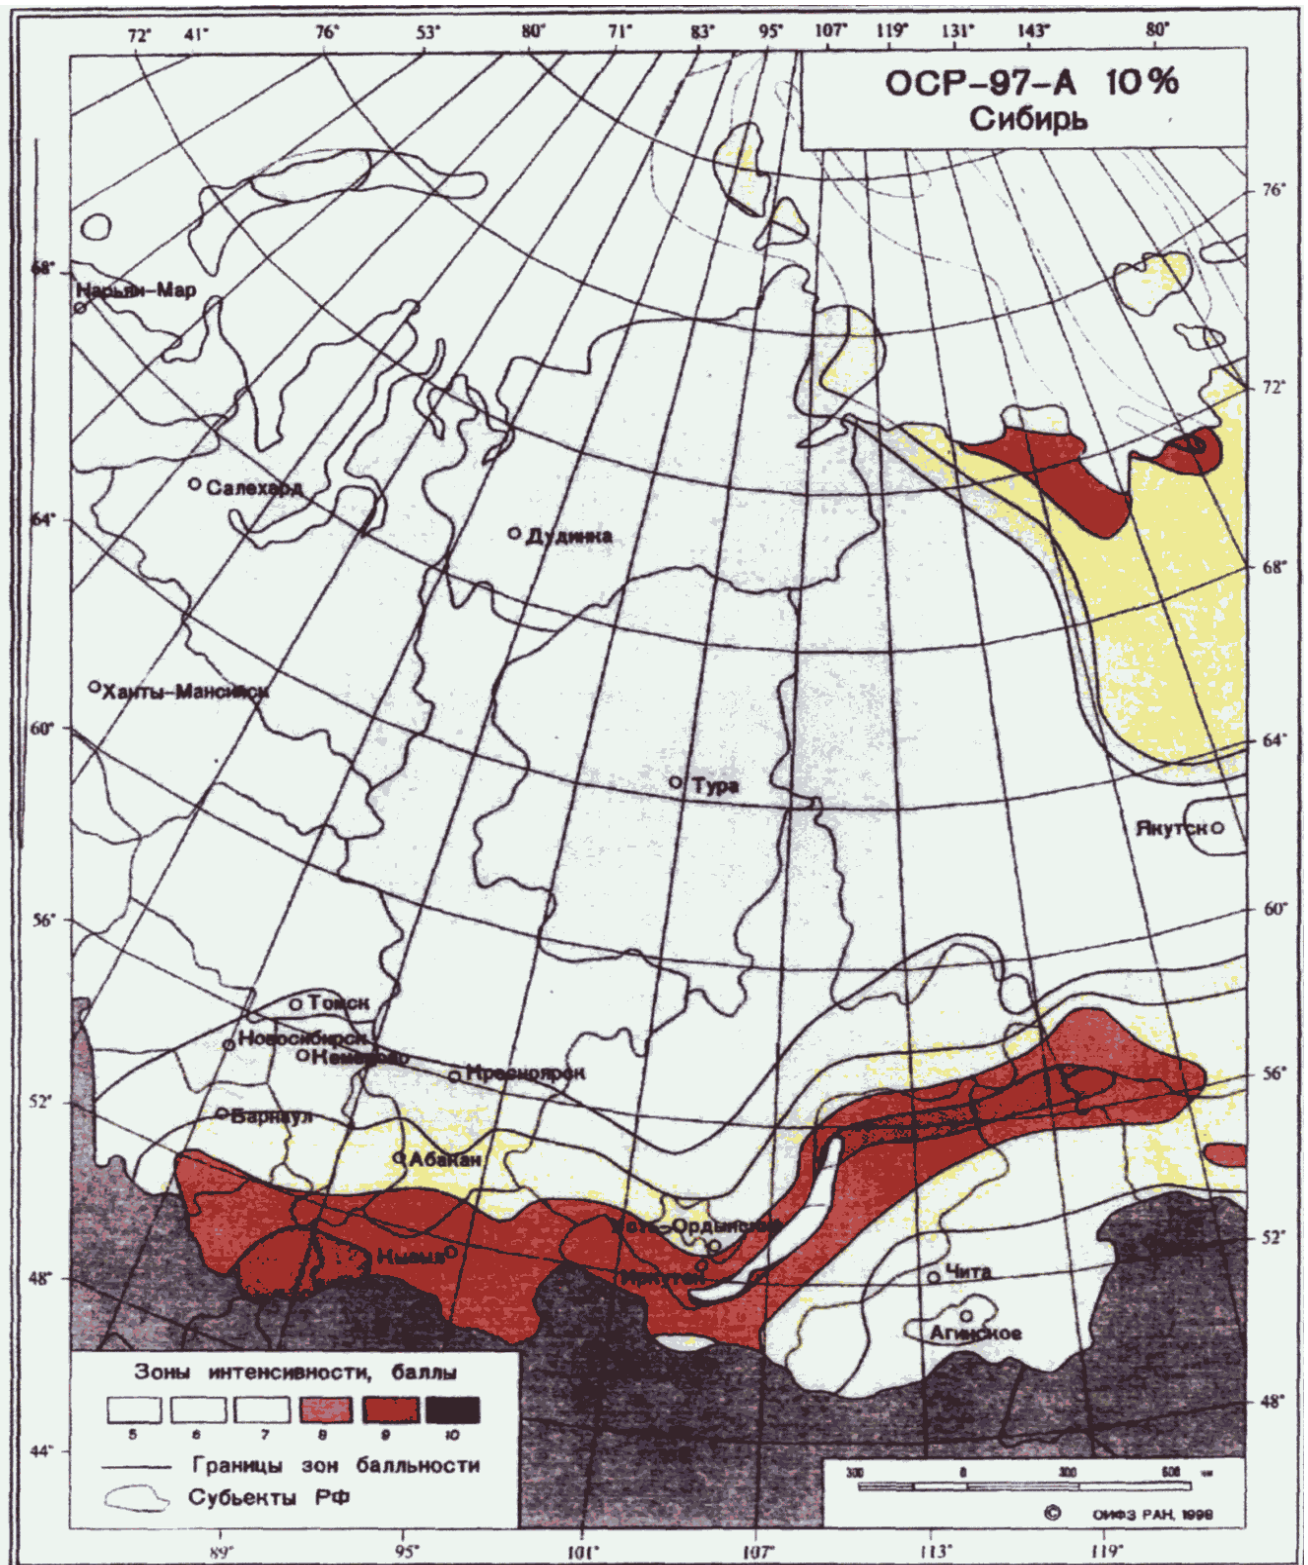 72° 41° 76° 53° 80° 71° 83° 95° 107° 119° 131° 143° 80°
ОСР-97-А 10%
Сибирь
76°
68°
Нарьян-Мар
72°
Салехард
64°
Дудинка
68°
Ханты-Мансийск
60°
64°
Тура
Якутск
56°
60°
Томск
Новосибирск
Кемерово
Красноярск
56°
52°
Барнаул
Абакан
Усть-Ордынский
52°
Кызыл
Иркутск
48°
Чита
Агинское
Зоны интенсивности, баллы
5 6 7 8 9 10
48°
44°
Границы зон балльности
Субьекты РФ
300 0 300 600 км
© ОИФЗ РАН, 1998
89° 95° 101° 107° 113° 119°